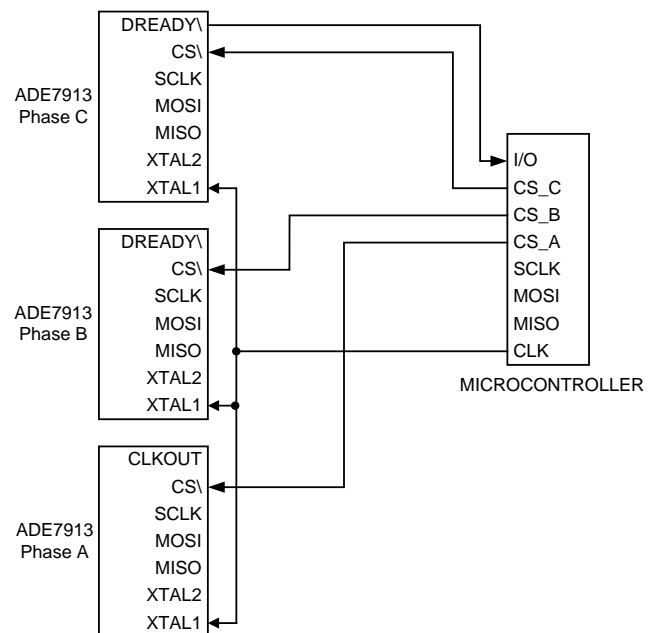 DREADY\
CS\
SCLK
MOSI
MISO
XTAL2
XTAL1
ADE7913
Phase C
DREADY\
CS\
SCLK
MOSI
MISO
XTAL2
XTAL1
ADE7913
Phase B
CLKOUT
CS\
SCLK
MOSI
MISO
XTAL2
XTAL1
ADE7913
Phase A
I/O
CS_C
CS_B
CS_A
SCLK
MOSI
MISO
CLK
MICROCONTROLLER